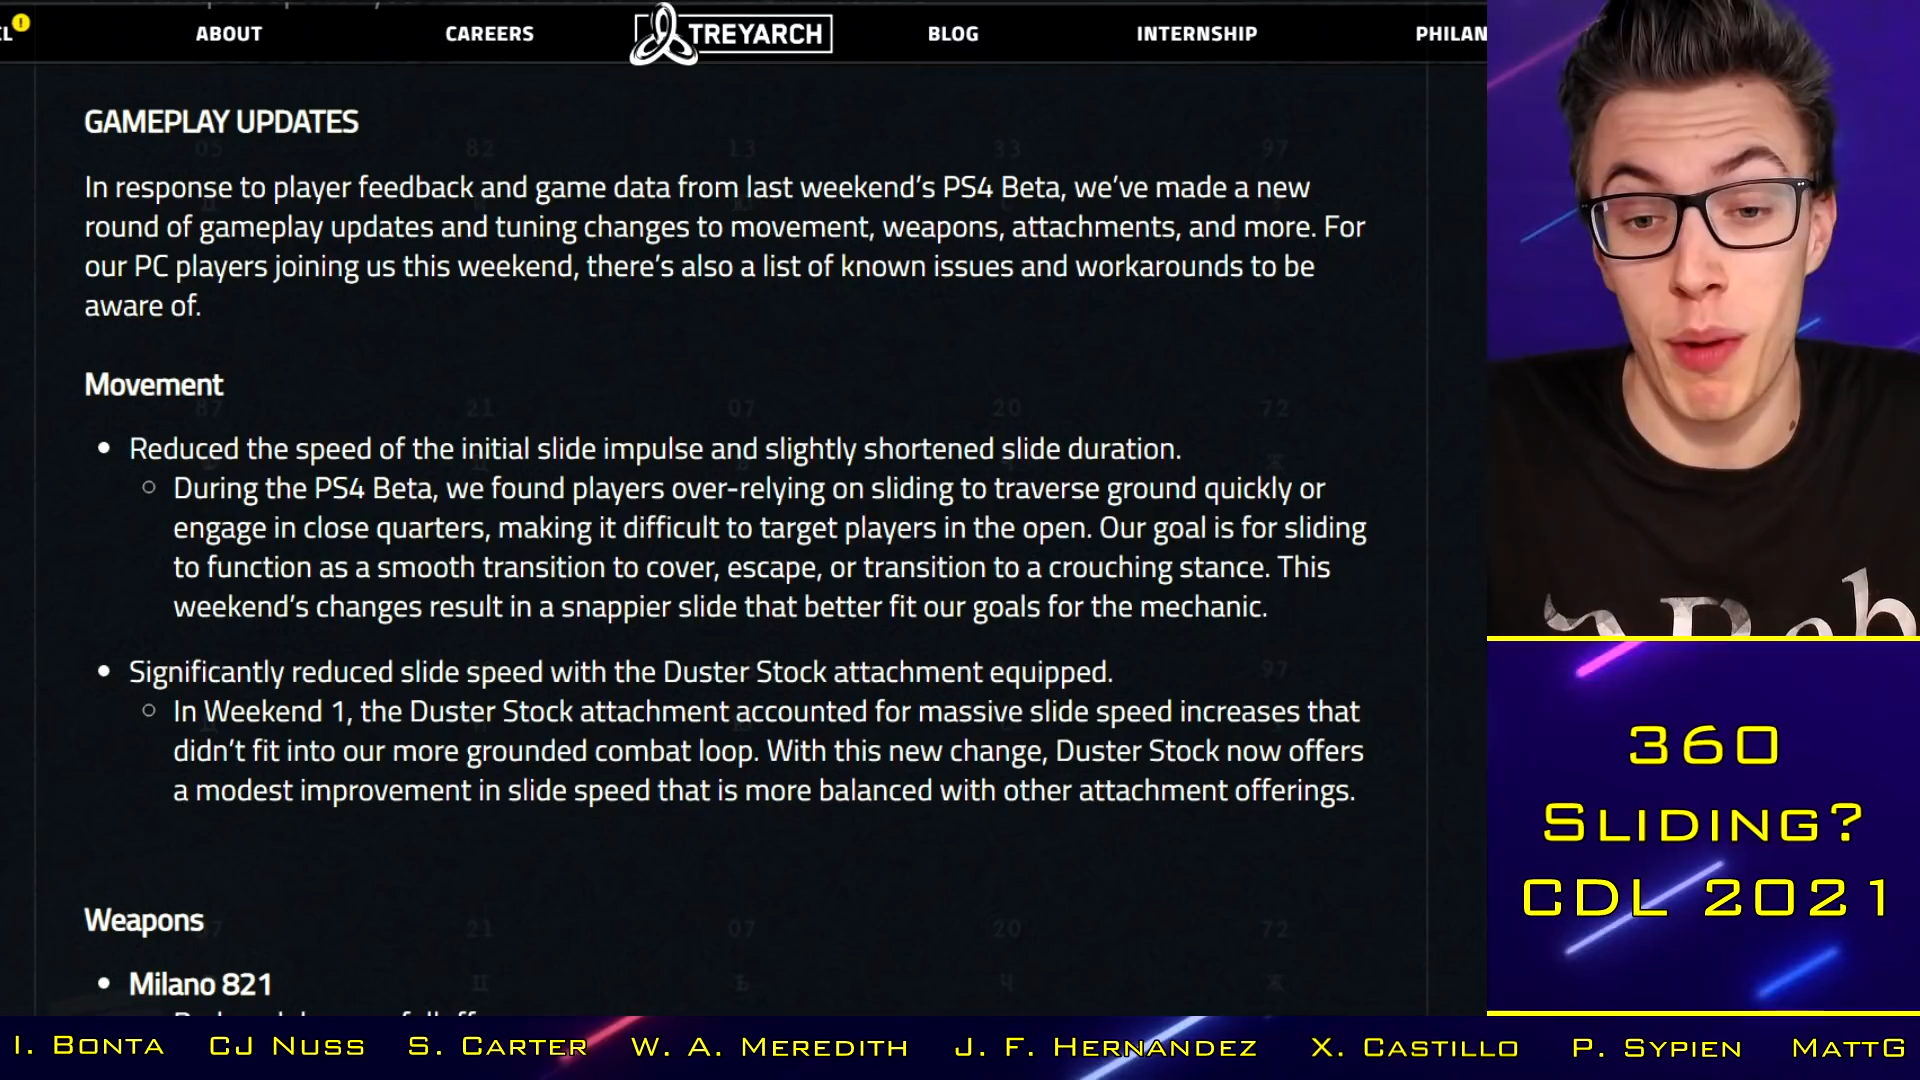 ABOUT
CAREERS
TREYARCH
BLOG
INTERNSHIP
PHILAN
GAMEPLAY UPDATES
In response to player feedback and game data from last weekend's PS4 Beta, we've made a new
round of gameplay updates and tuning changes to movement, weapons, attachments, and more. For
our PC players joining us this weekend, there's also a list of known issues and workarounds to be
aware of.
Movement
• Reduced the speed of the initial slide impulse and slightly shortened slide duration.
○ During the PS4 Beta, we found players over-relying on sliding to traverse ground quickly or
engage in close quarters, making it difficult to target players in the open. Our goal is for sliding
to function as a smooth transition to cover, escape, or transition to a crouching stance. This
weekend's changes result in a snappier slide that better fit our goals for the mechanic.
• Significantly reduced slide speed with the Duster Stock attachment equipped.
○ In Weekend 1, the Duster Stock attachment accounted for massive slide speed increases that
didn't fit into our more grounded combat loop. With this new change, Duster Stock now offers
a modest improvement in slide speed that is more balanced with other attachment offerings.
Weapons
• Milano 821
360
SLIDING?
CDL 2021
I. BONTA CJ NUSS S. CARTER W. A. MEREDITH J. F. HERNANDEZ X. CASTILLO P. SYPIEN MATTG